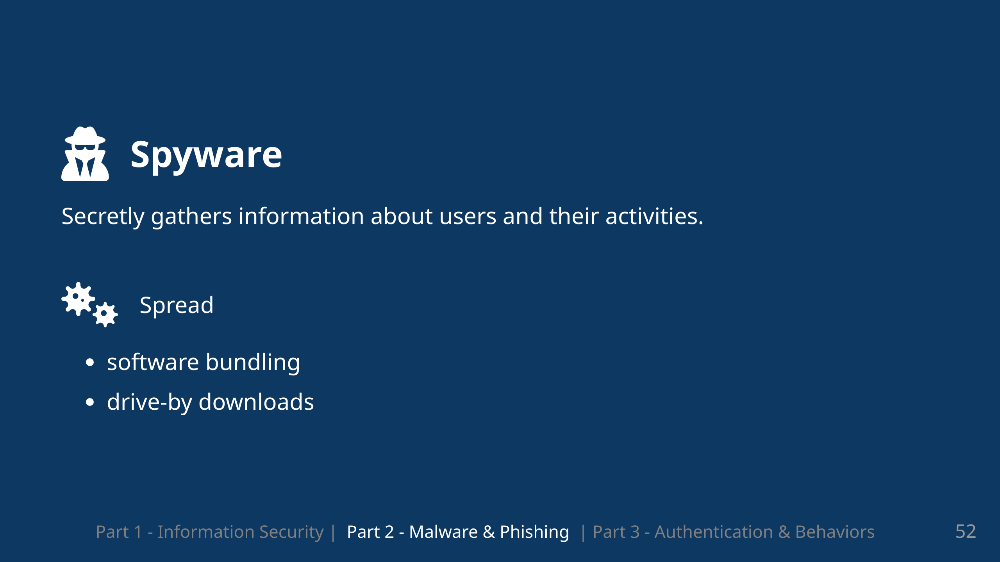 Spyware
Secretly gathers information about users and their activities.
Spread
• software bundling
• drive-by downloads
Part 1 - Information Security | Part 2 - Malware & Phishing | Part 3 - Authentication & Behaviors 52